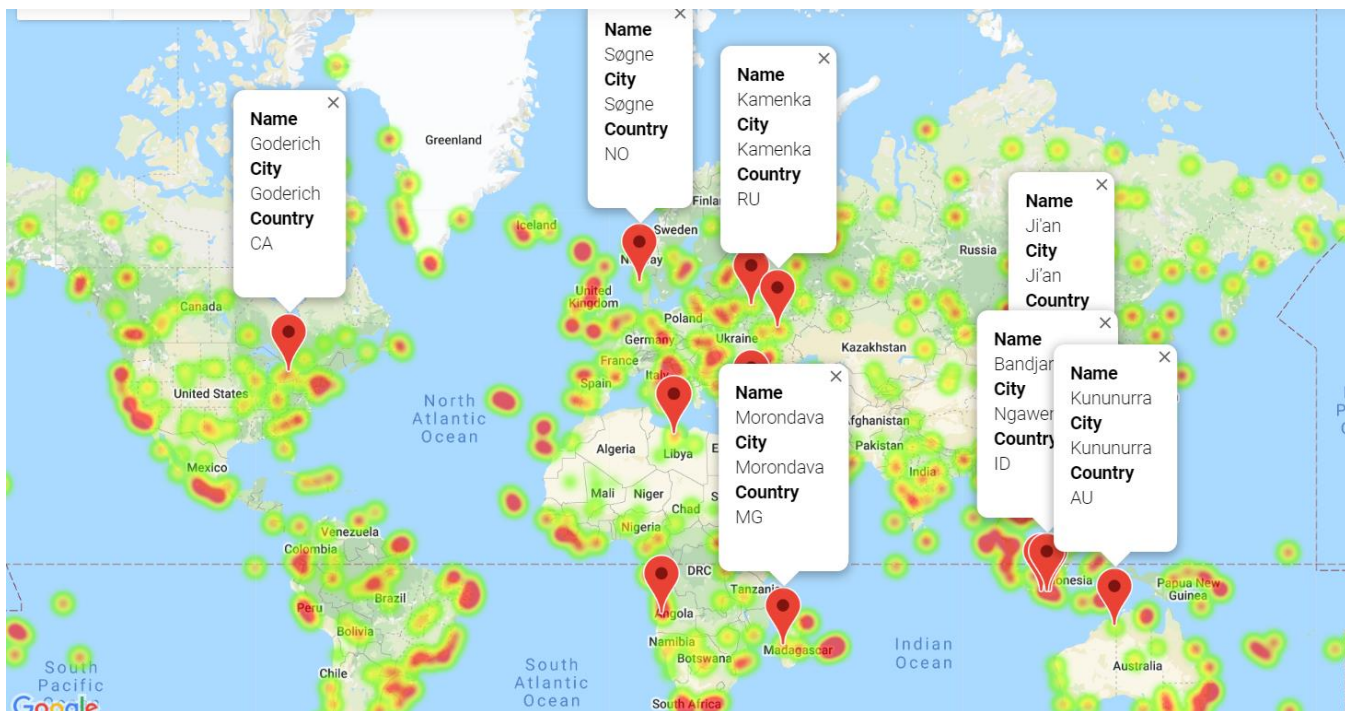 Name
Søgne
City
Søgne
Country
NO
Name
Kamenka
City
Kamenka
Country
RU
Name
Goderich
City
Goderich
Country
CA
Name
Ji'an
City
Ji'an
Country
Name
City
Country
ID
Name
Kununurra
City
Kununurra
Country
AU
Name
Morondava
City
Morondava
Country
MG
Greenland
Iceland
Sweden
Russia
Canada
United
Kingdom
Poland
Germany
Ukraine
Kazakhstan
France
Italy
Spain
United States
North
Atlantic
Ocean
Algeria
Libya
Afghanistan
Pakistan
India
Mexico
Mali
Niger
Chad
Nigeria
Venezuela
Colombia
DRC
Tanzania
Papua New
Guinea
Peru
Brazil
Angola
Bolivia
Namibia
Botswana
Madagascar
Indian
Ocean
Australia
Chile
South
Pacific
South
Atlantic
Ocean
South Africa
Google